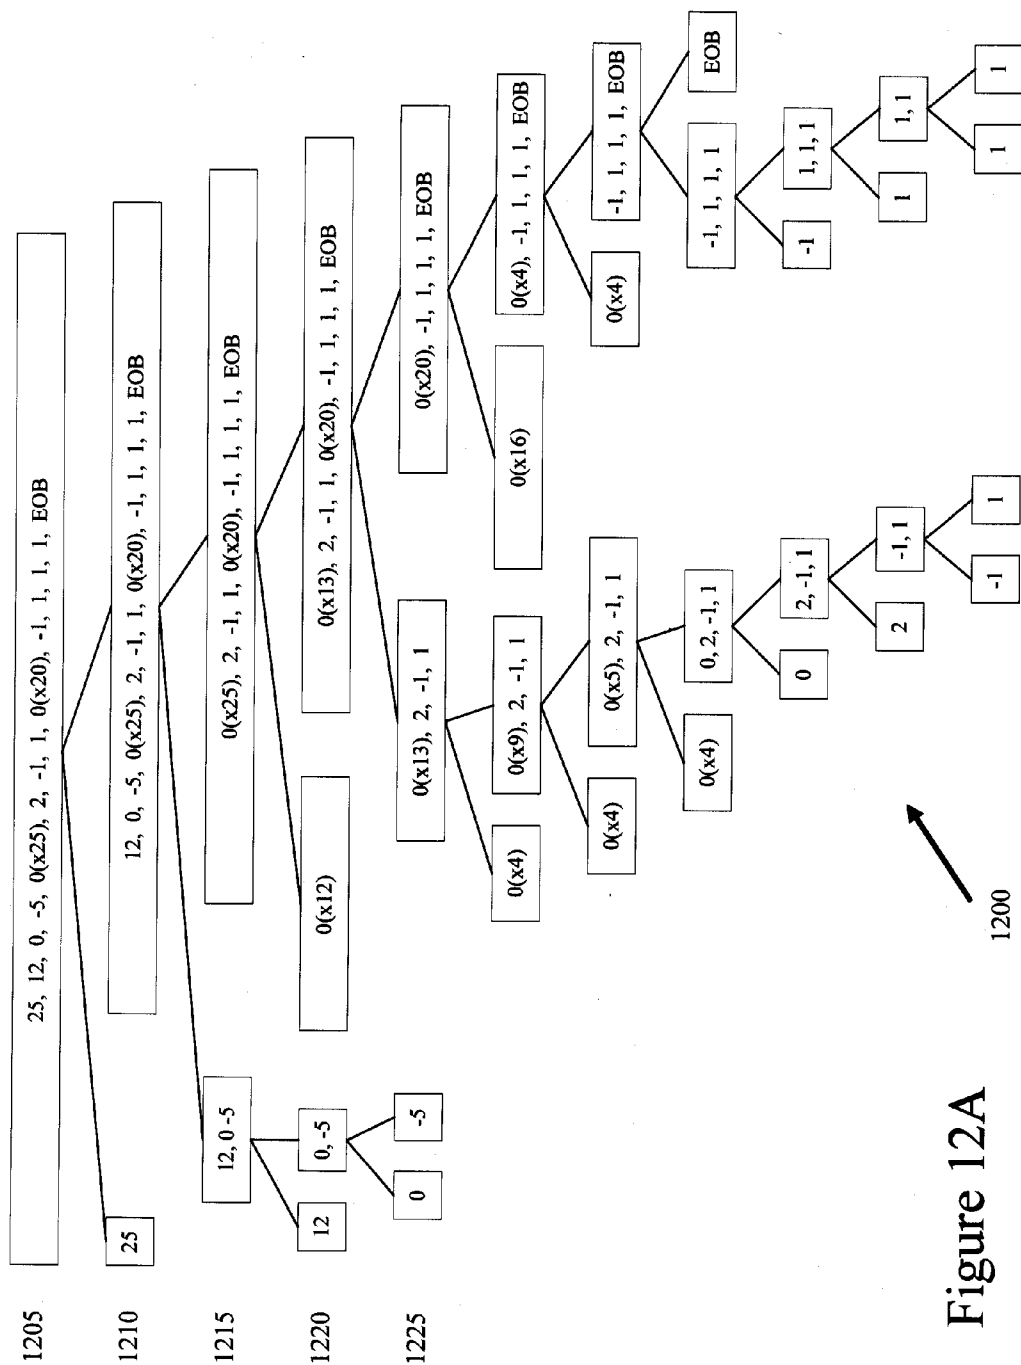 1205
25, 12, 0, -5, 0(x25), 2, -1, 1, 0(x20), -1, 1, 1, 1, EOB
1210
25
12, 0, -5, 0(x25), 2, -1, 1, 0(x20), -1, 1, 1, 1, EOB
1215
12, 0 -5
0(x25), 2, -1, 1, 0(x20), -1, 1, 1, 1, EOB
1220
12
0, -5
0(x12)
0(x13), 2, -1, 1, 0(x20), -1, 1, 1, 1, EOB
1225
0
-5
0(x13), 2, -1, 1
0(x20), -1, 1, 1, 1, EOB
0(x4)
0(x9), 2, -1, 1
0(x16)
0(x4), -1, 1, 1, 1, EOB
0(x4)
0(x5), 2, -1, 1
0(x4)
-1, 1, 1, 1, EOB
0(x4)
0, 2, -1, 1
-1, 1, 1, 1
EOB
0
2, -1, 1
-1
1, 1, 1
2
-1, 1
1
1, 1
-1
1
1
1
1200
Figure 12A